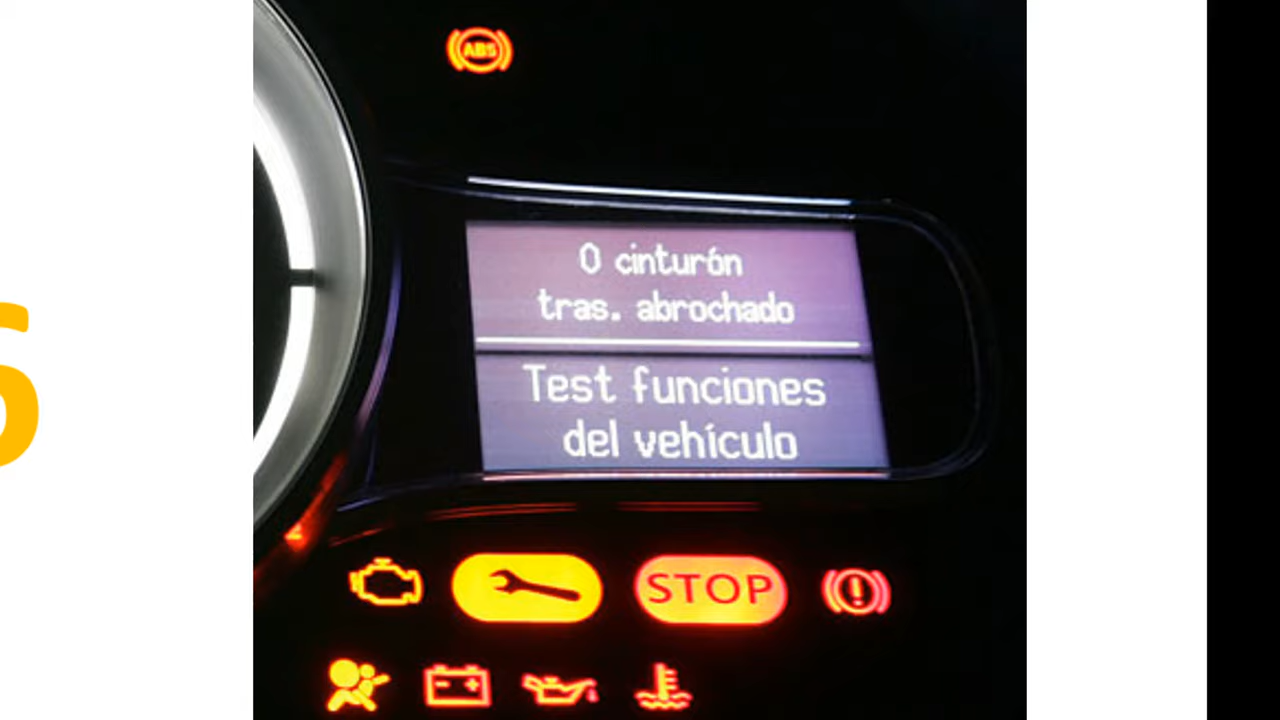 ABS
0 cinturón
tras. abrochado
Test funciones
del vehículo
STOP